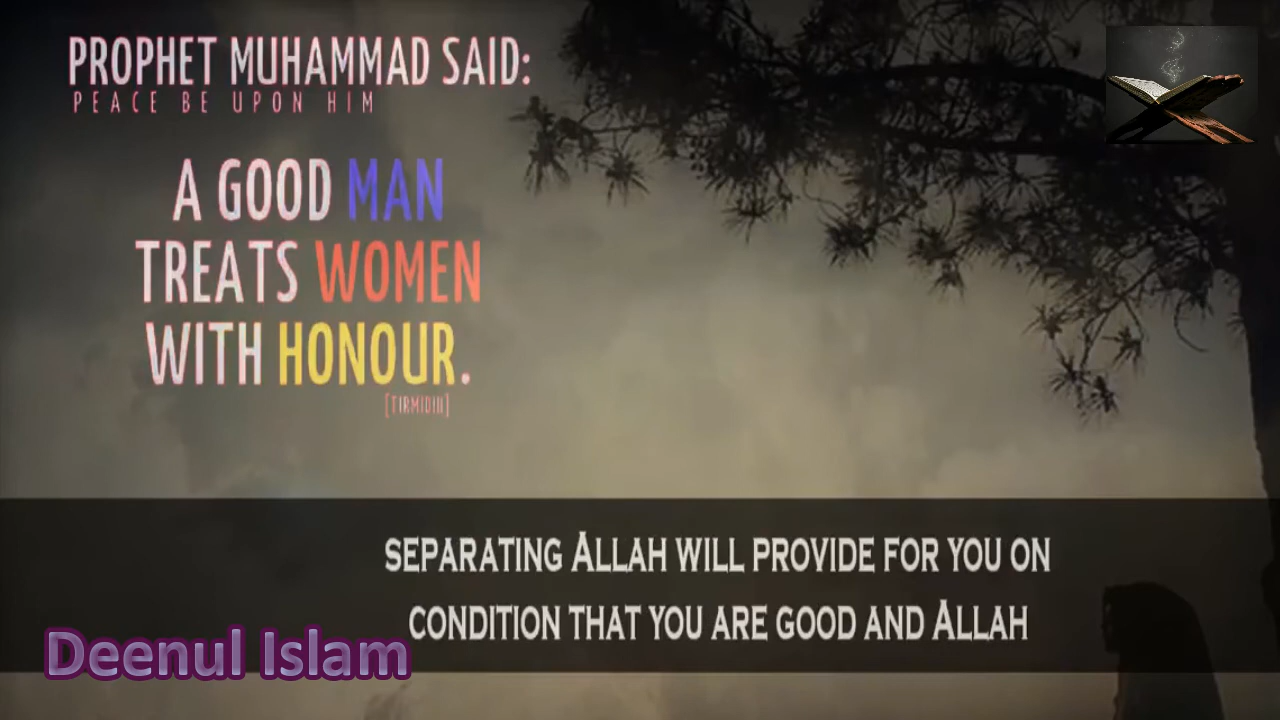 PROPHET MUHAMMAD SAID:
PEACE BE UPON HIM
A GOOD MAN
TREATS WOMEN
WITH HONOUR.
[TIRMIDHI]
SEPARATING ALLAH WILL PROVIDE FOR YOU ON
CONDITION THAT YOU ARE GOOD AND ALLAH
Deenul Islam